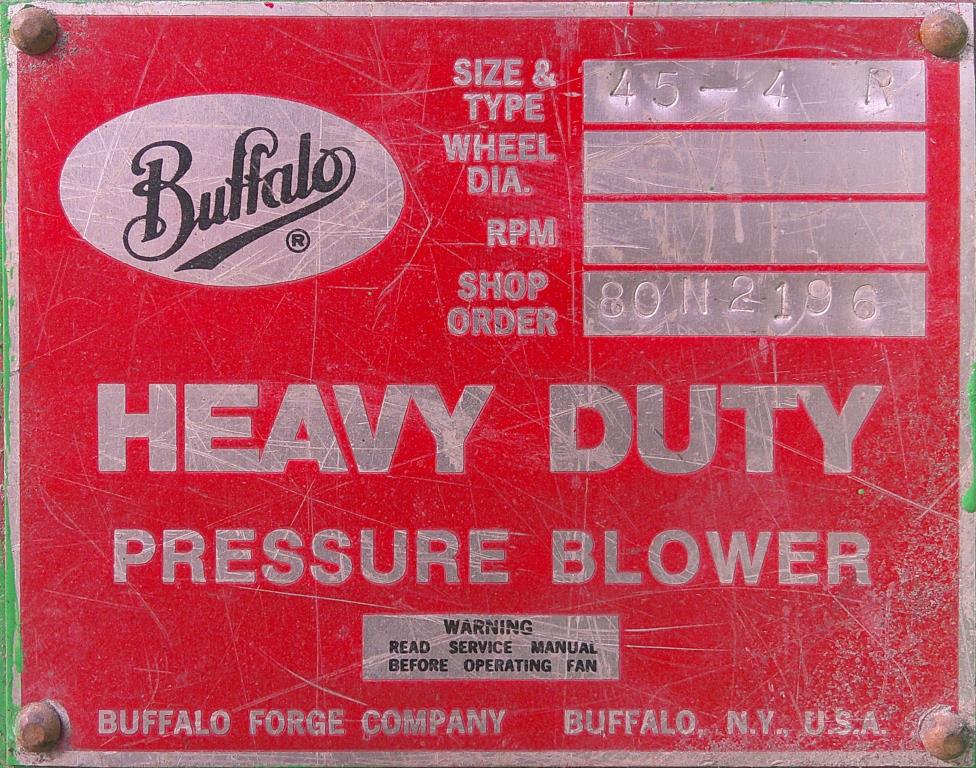 Buffalo ®
SIZE & TYPE 45-4 R
WHEEL DIA.
RPM
SHOP ORDER 80N2196
HEAVY DUTY
PRESSURE BLOWER
WARNING
READ SERVICE MANUAL
BEFORE OPERATING FAN
BUFFALO FORGE COMPANY BUFFALO, N.Y., U.S.A.